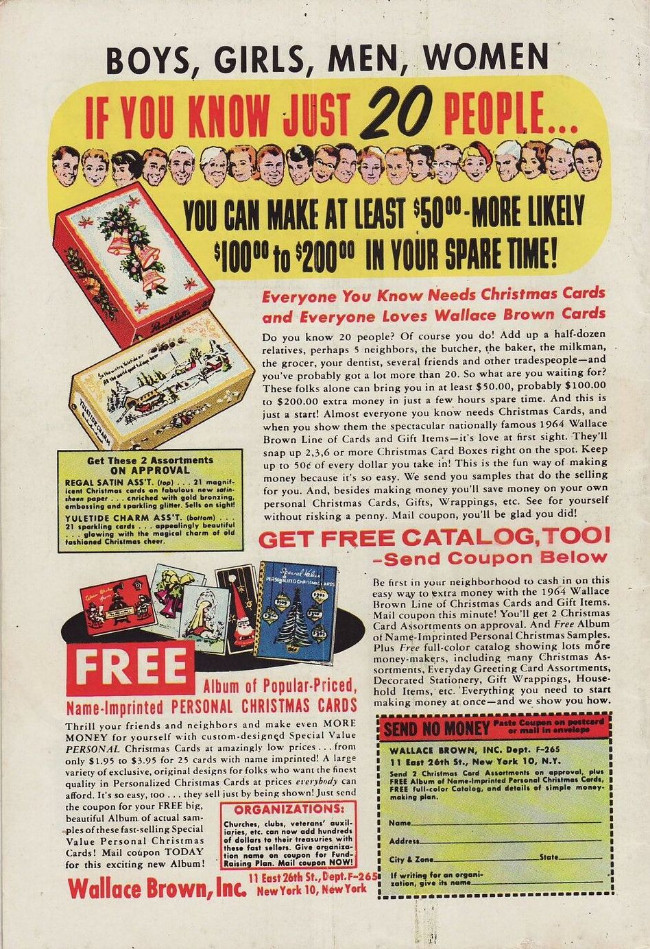 BOYS, GIRLS, MEN, WOMEN
IF YOU KNOW JUST 20 PEOPLE...
YOU CAN MAKE AT LEAST $5000-MORE LIKELY
$10000 to $20000 IN YOUR SPARE TIME!
Everyone You Know Needs Christmas Cards
and Everyone Loves Wallace Brown Cards
Do you know 20 people? Of course you do! Add up a half-dozen
relatives, perhaps 5 neighbors, the butcher, the baker, the milkman,
the grocer, your dentist, several friends and other tradespeople—and
you've probably got a lot more than 20. So what are you waiting for?
These folks alone can bring you in at least $50.00, probably $100.00
to $200.00 extra money in just a few hours spare time. And this is
just a start! Almost everyone you know needs Christmas Cards, and
when you show them the spectacular nationally famous 1964 Wallace
Brown Line of Cards and Gift Items—it's love at first sight. They'll
snap up 2,3,6 or more Christmas Card Boxes right on the spot. Keep
up to 50¢ of every dollar you take in! This is the fun way of making
money because it's so easy. We send you samples that do the selling
for you. And, besides making money you'll save money on your own
personal Christmas Cards, Gifts, Wrappings, etc. See for yourself
without risking a penny. Mail coupon, you'll be glad you did!
YULETIDE CHARM
Get These 2 Assortments
ON APPROVAL
REGAL SATIN ASS'T. (top) . . . 21 magnif-
icent Christmas cards on fabulous new satin-
sheen paper . . . enriched with gold bronzing,
embossing and sparkling glitter. Sells on sight!
YULETIDE CHARM ASS'T. (bottom) . .
21 sparkling cards . . . appealingly beautiful
. . . glowing with the magical charm of old
fashioned Christmas cheer.
GET FREE CATALOG, TOO!
-Send Coupon Below
Be first in your neighborhood to cash in on this
easy way to extra money with the 1964 Wallace
Brown Line of Christmas Cards and Gift Items.
Mail coupon this minute! You'll get 2 Christmas
Card Assortments on approval. And Free Album
of Name-Imprinted Personal Christmas Samples.
Plus Free full-color catalog showing lots more
money-makers, including many Christmas As-
sortments, Everyday Greeting Card Assortments,
Decorated Stationery, Gift Wrappings, House-
hold Items, etc. Everything you need to start
making money at once—and we show you how.
Special Value
PERSONALIZED CHRISTMAS CARDS
FREE
Album of Popular-Priced,
Name-Imprinted PERSONAL CHRISTMAS CARDS
Thrill your friends and neighbors and make even MORE
MONEY for yourself with custom-designed Special Value
PERSONAL Christmas Cards at amazingly low prices . . . from
only $1.95 to $3.95 for 25 cards with name imprinted! A large
variety of exclusive, original designs for folks who want the finest
quality in Personalized Christmas Cards at prices everybody can
afford. It's so easy, too . . . they sell just by being shown! Just send
the coupon for your FREE big,
beautiful Album of actual sam-
ples of these fast-selling Special
Value Personal Christmas
Cards! Mail coupon TODAY
for this exciting new Album!
ORGANIZATIONS:
Churches, clubs, veterans' auxil-
iaries, etc. can now add hundreds
of dollars to their treasuries with
these fast sellers. Give organiza-
tion name on coupon for Fund-
Raising Plan. Mail coupon NOW!
Wallace Brown, Inc. 11 East 26th St., Dept. F-265
New York 10, New York
SEND NO MONEY Paste Coupon on postcard
or mail in envelope
WALLACE BROWN, INC. Dept. F-265
11 East 26th St., New York 10, N.Y.
Send 2 Christmas Card Assortments on approval, plus
FREE Album of Name-Imprinted Personal Christmas Cards,
FREE full-color Catalog, and details of simple money-
making plan.
Name
Address
City & Zone State
If writing for an organi-
zation, give its name